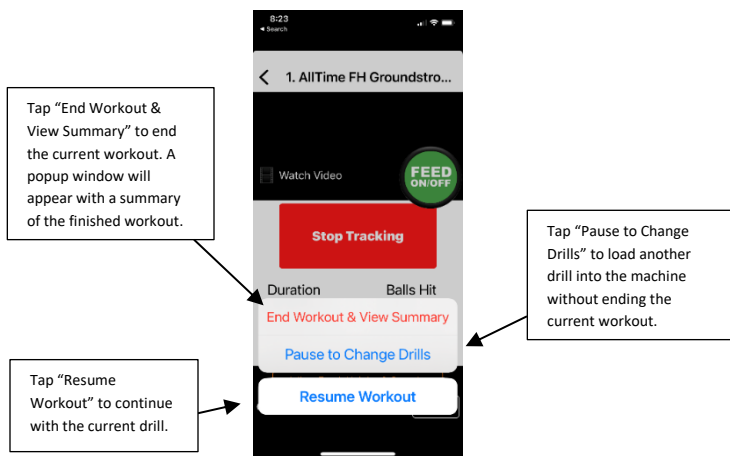 8:23
Search
1. AllTime FH Groundstro...
Tap “End Workout &
View Summary” to end
the current workout. A
popup window will
appear with a summary
of the finished workout.
Watch Video
FEED
ON/OFF
Stop Tracking
Tap “Pause to Change
Drills” to load another
drill into the machine
without ending the
current workout.
Duration
Balls Hit
End Workout & View Summary
Pause to Change Drills
Tap “Resume
Workout” to continue
with the current drill.
Resume Workout